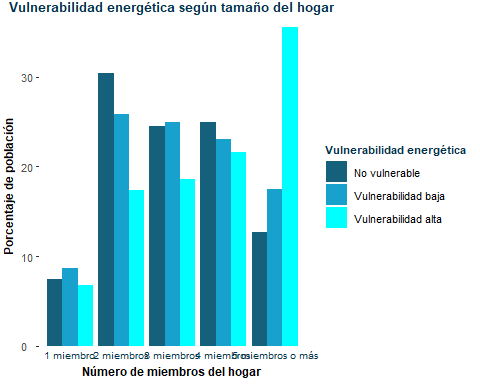 Vulnerabilidad energética según tamaño del hogar
Porcentaje de población
30
20
10
0
1 miembro 2 miembros 3 miembros 4 miembros 5 miembros o más
Número de miembros del hogar
Vulnerabilidad energética
No vulnerable
Vulnerabilidad baja
Vulnerabilidad alta